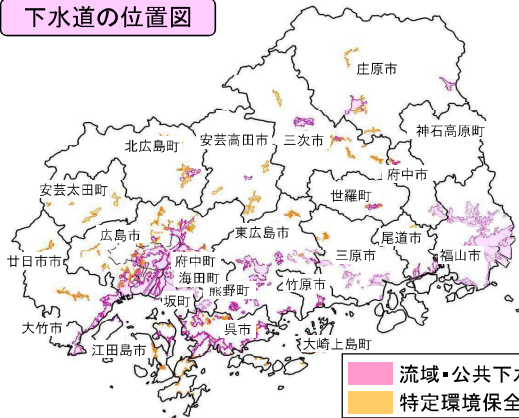 下水道の位置図
庄原市
神石高原町
安芸高田市
三次市
北広島町
府中市
安芸太田町
世羅町
広島市
東広島市
尾道市
廿日市市
府中町
三原市
福山市
海田町
熊野町
竹原市
坂町
大竹市
呉市
江田島市
大崎上島町
流域・公共下水
特定環境保全